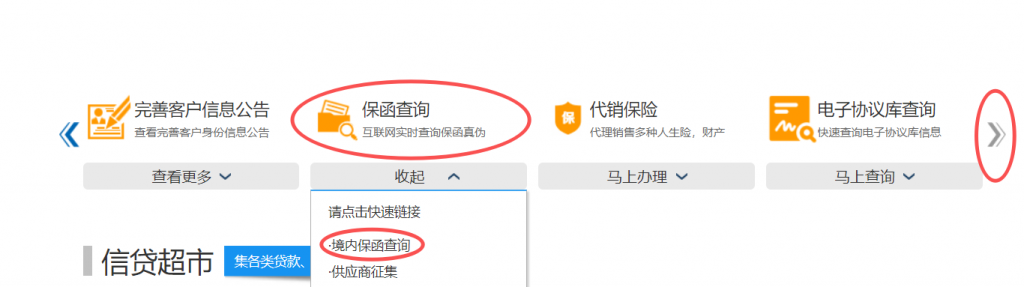 完善客户信息公告
查看完善客户身份信息公告
查看更多
保函查询
互联网实时查询保函真伪
收起
请点击快速链接
·境内保函查询
·供应商征集
保
代销保险
代理销售多种人生险，财产
马上办理
电子协议库查询
快速查询电子协议库信息
马上查询
信贷超市
集各类贷款、